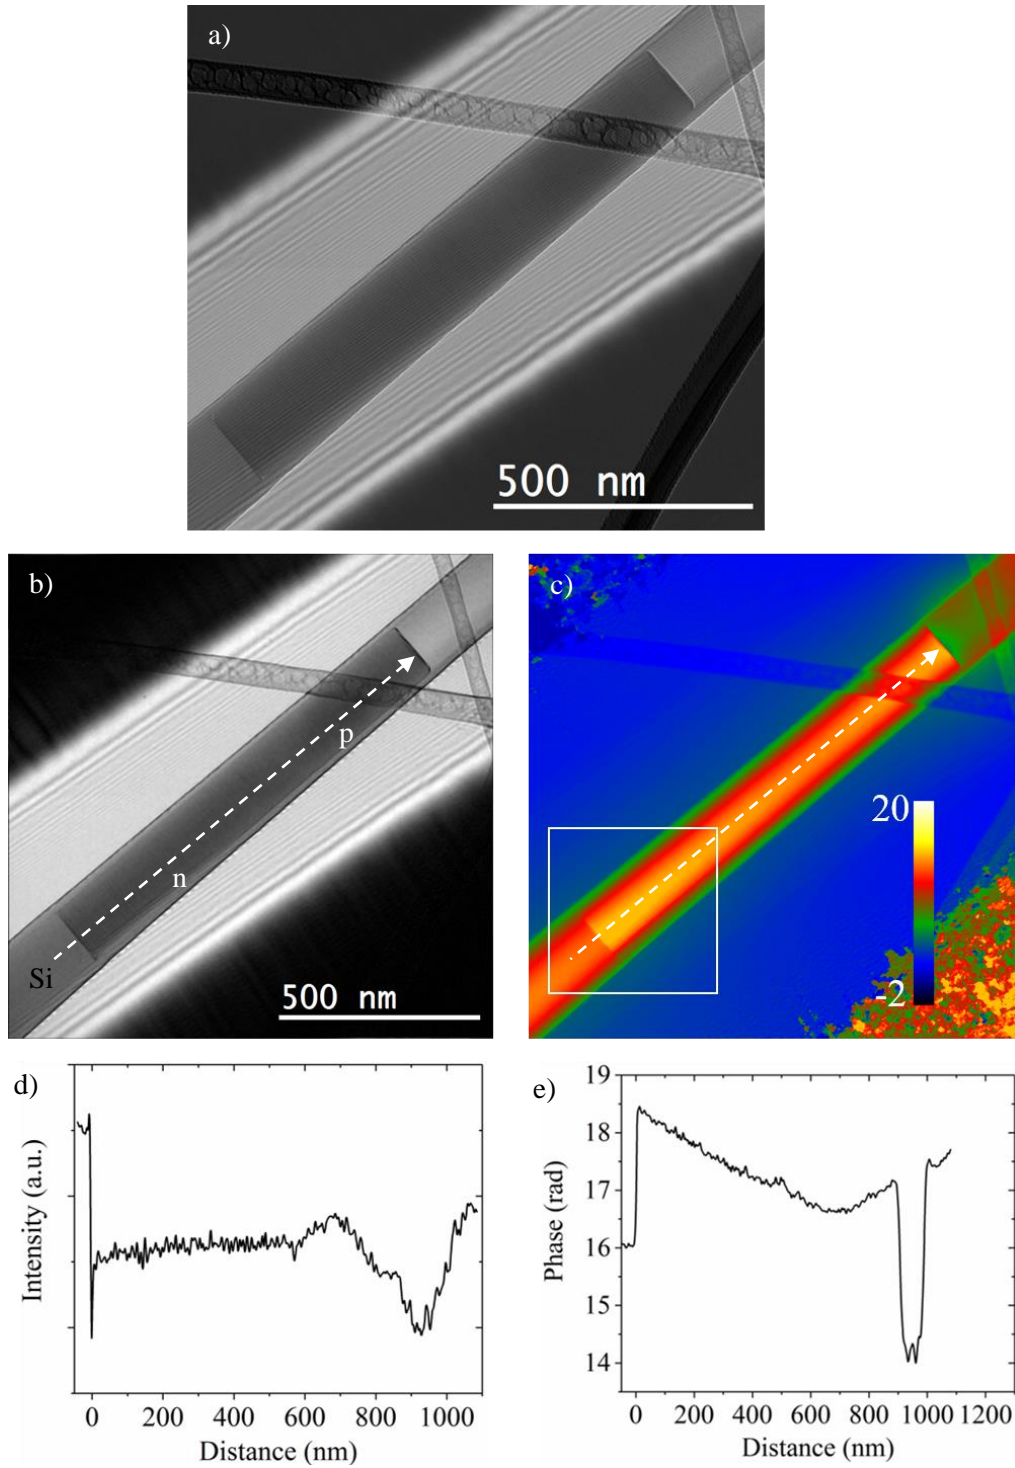 a)
500 nm
b)
p
n
Si
500 nm
c)
20
-2
d)
Intensity (a.u.)
0 200 400 600 800 1000
Distance (nm)
e)
Phase (rad)
19
18
17
16
15
14
0 200 400 600 800 1000 1200
Distance (nm)